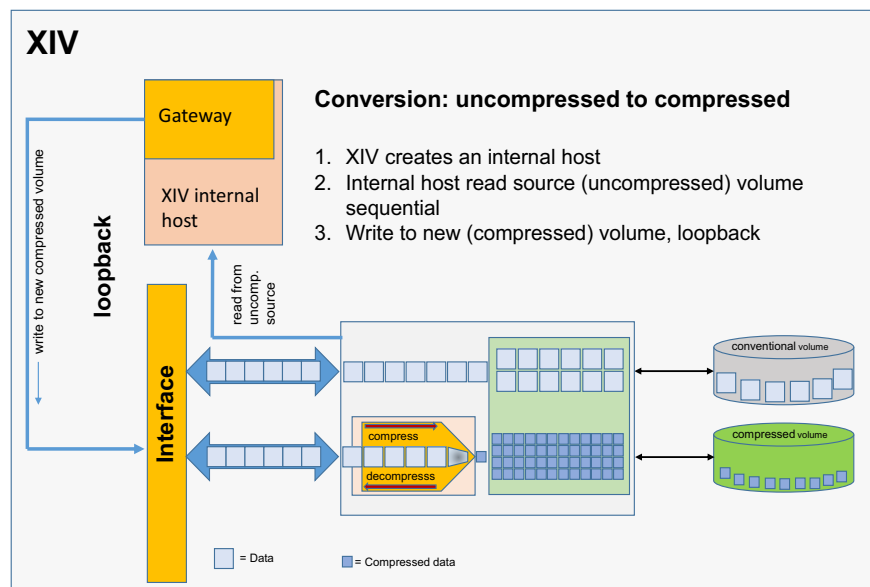 XIV
Gateway
XIV internal
host
Conversion: uncompressed to compressed
1. XIV creates an internal host
2. Internal host read source (uncompressed) volume
sequential
3. Write to new (compressed) volume, loopback
write to new compressed volume
loopback
read from
uncomp.
source
Interface
compress
decompresss
conventional volume
compressed volume
= Data
= Compressed data